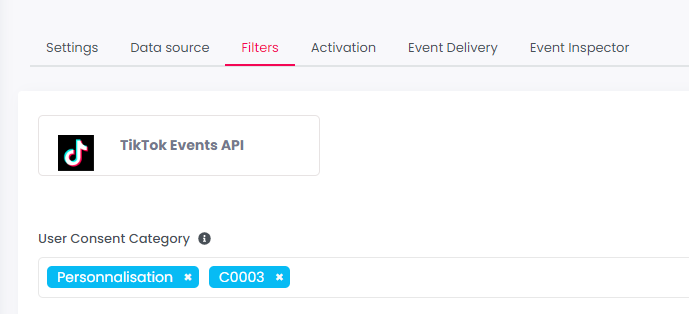 Settings Data source Filters Activation Event Delivery Event Inspector
TikTok Events API
User Consent Category
Personnalisation × C0003 ×